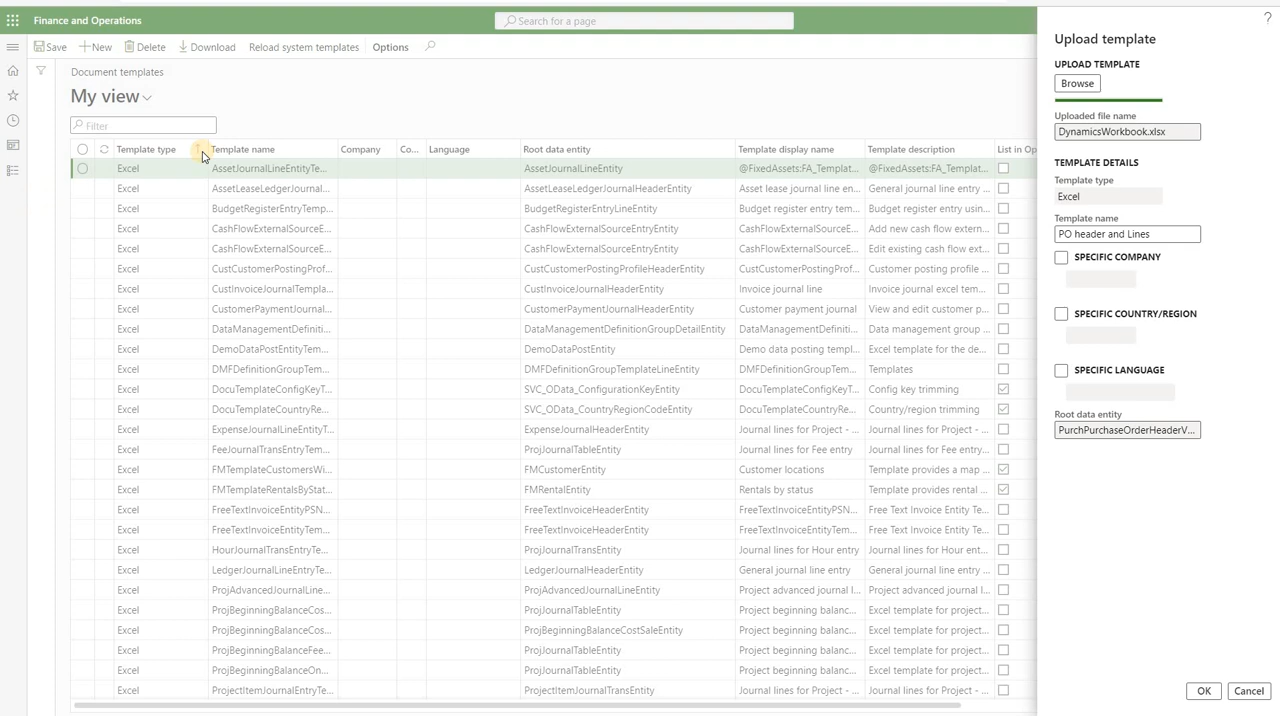 Finance and Operations
Search for a page
?
Save New Delete Download Reload system templates Options
Document templates
My view
Filter
Template type Template name Company Co... Language Root data entity Template display name Template description List in Op
Excel AssetJournalLineEntityTe... AssetJournalLineEntity @FixedAssets:FA_Templat... @FixedAssets:FA_Templat...
Excel AssetLeaseLedgerJournal... AssetLeaseLedgerJournalHeaderEntity Asset lease journal line en... General journal line entry ...
Excel BudgetRegisterEntryTemp... BudgetRegisterEntryLineEntity Budget register entry tem... Budget register entry usin...
Excel CashFlowExternalSourceE... CashFlowExternalSourceEntryEntity CashFlowExternalSourceE... Add new cash flow extern...
Excel CashFlowExternalSourceE... CashFlowExternalSourceEntryEntity CashFlowExternalSourceE... Edit existing cash flow ext...
Excel CustCustomerPostingProf... CustCustomerPostingProfileHeaderEntity CustCustomerPostingProf... Customer posting profile ...
Excel CustInvoiceJournalTempla... CustInvoiceJournalHeaderEntity Invoice journal line Invoice journal excel tem...
Excel CustomerPaymentJournal... CustomerPaymentJournalHeaderEntity Customer payment journal View and edit customer p...
Excel DataManagementDefiniti... DataManagementDefinitionGroupDetailEntity DataManagementDefiniti... Data management group ...
Excel DemoDataPostEntityTem... DemoDataPostEntity Demo data posting templ... Excel template for the de...
Excel DMFDefinitionGroupTem... DMFDefinitionGroupTemplateLineEntity DMFDefinitionGroupTem... Templates
Excel DocuTemplateConfigKeyT... SVC_OData_ConfigurationKeyEntity DocuTemplateConfigKeyT... Config key trimming
Excel DocuTemplateCountryRe... SVC_OData_CountryRegionCodeEntity DocuTemplateCountryRe... Country/region trimming
Excel ExpenseJournalLineEntityT... ExpenseJournalHeaderEntity Journal lines for Project - ... Journal lines for Project - ...
Excel FeeJournalTransEntryTem... ProjJournalTableEntity Journal lines for Fee entry Journal lines for Fee entry
Excel FMTemplateCustomersWi... FMCustomerEntity Customer locations Template provides a map ...
Excel FMTemplateRentalsByStat... FMRentalEntity Rentals by status Template provides rental ...
Excel FreeTextInvoiceEntityPSN... FreeTextInvoiceHeaderEntity FreeTextInvoiceEntityPSN... Free Text Invoice Entity Te...
Excel FreeTextInvoiceEntityTem... FreeTextInvoiceHeaderEntity FreeTextInvoiceEntityTem... Free Text Invoice Entity Te...
Excel HourJournalTransEntryTe... ProjJournalTransEntity Journal lines for Hour entry Journal lines for Hour ent...
Excel LedgerJournalLineEntryTe... LedgerJournalHeaderEntity General journal line entry General journal line entry ...
Excel ProjAdvancedJournalLine... ProjAdvancedJournalLineEntity Project advanced journal l... Project advanced journal l...
Excel ProjBeginningBalanceCos... ProjJournalTableEntity Project beginning balanc... Excel template for project...
Excel ProjBeginningBalanceCos... ProjBeginningBalanceCostSaleEntity Project beginning balanc... Excel template for project...
Excel ProjBeginningBalanceFee... ProjJournalTableEntity Project beginning balanc... Excel template for project...
Excel ProjBeginningBalanceOn... ProjJournalTableEntity Project beginning balanc... Excel template for project...
Excel ProjectItemJournalEntryTe... ProjectItemJournalTransEntity Journal lines for Project - ... Journal lines for Project - ...
Upload template
UPLOAD TEMPLATE
Browse
Uploaded file name
DynamicsWorkbook.xlsx
TEMPLATE DETAILS
Template type
Excel
Template name
PO header and Lines
SPECIFIC COMPANY
SPECIFIC COUNTRY/REGION
SPECIFIC LANGUAGE
Root data entity
PurchPurchaseOrderHeaderV...
OK Cancel